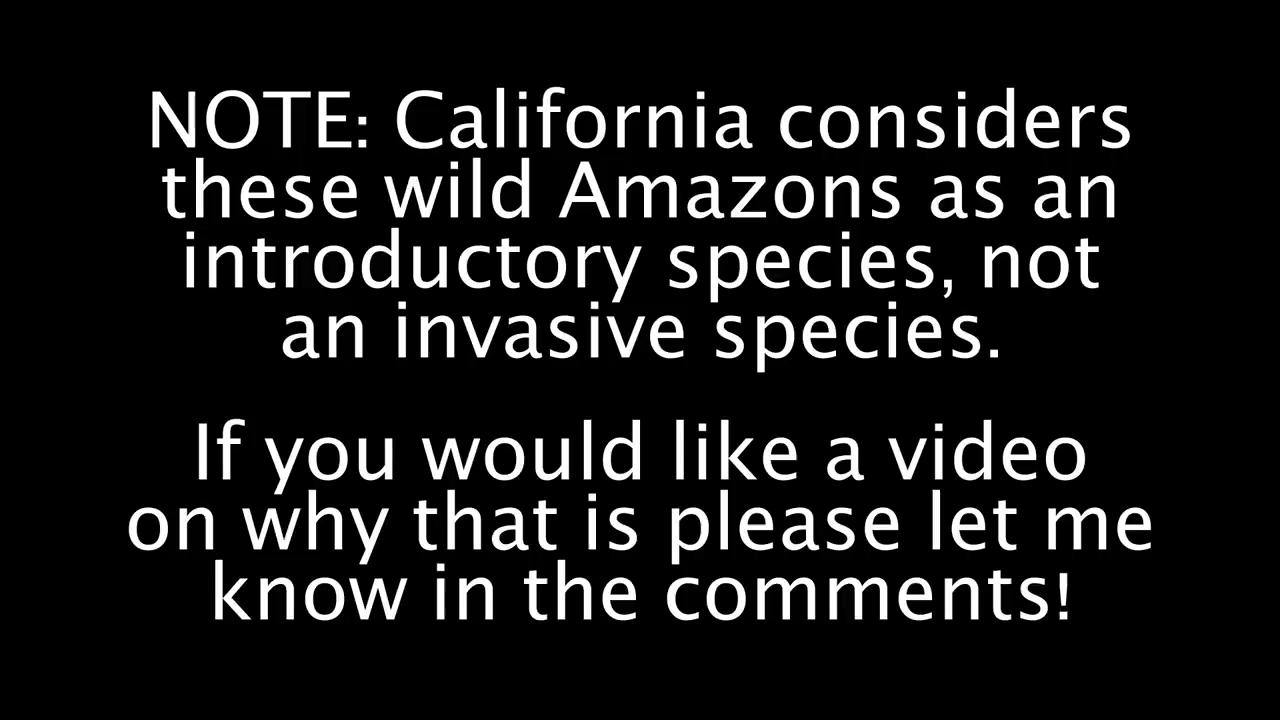 NOTE: California considers
these wild Amazons as an
introductory species, not
an invasive species.
If you would like a video
on why that is please let me
know in the comments!